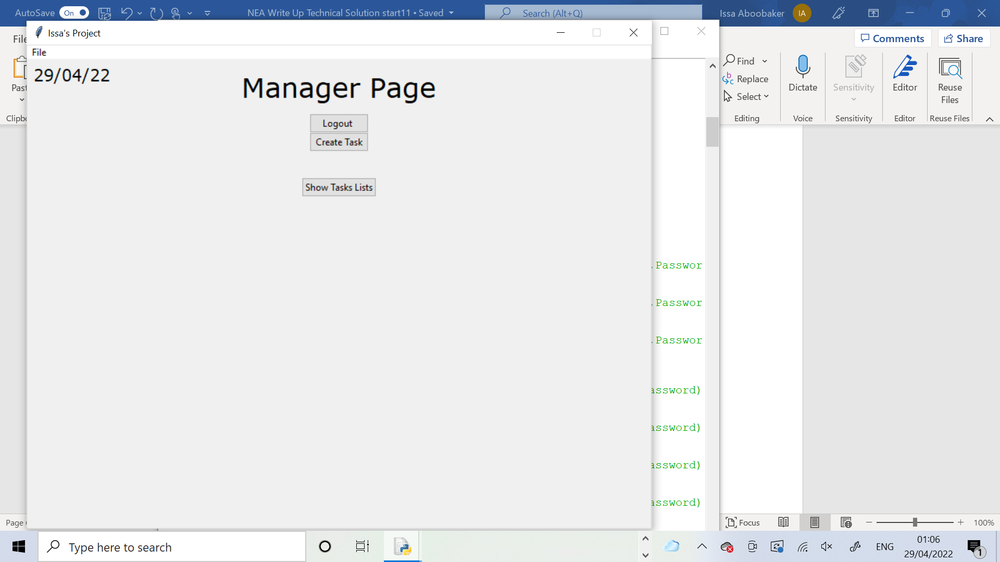 AutoSave On
NEA Write Up Technical Solution start11 • Saved
Search (Alt+Q)
Issa Aboobaker IA
Issa's Project
File
Comments Share
File
29/04/22
Manager Page
Logout
Create Task
Show Tasks Lists
Find
Replace
Select
Editing
Dictate
Voice
Sensitivity
Sensitivity
Editor
Editor
Reuse
Files
Reuse Files
Past
Clipbo
,Passwor
,Passwor
,Passwor
assword)
assword)
assword)
assword)
Page
Focus
100%
Type here to search
ENG
01:06
29/04/2022
1